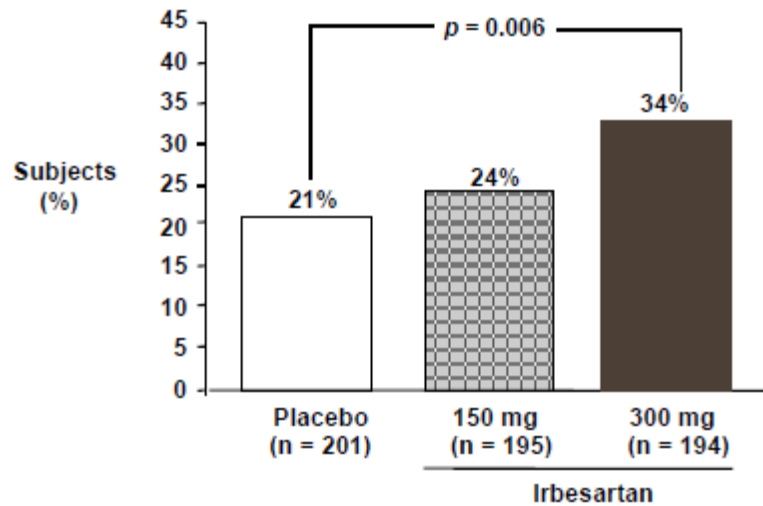 45
40
35
30
25
20
15
10
5
0
Subjects
(%)
p = 0.006
21%
24%
34%
Placebo
(n = 201)
150 mg
(n = 195)
300 mg
(n = 194)
Irbesartan